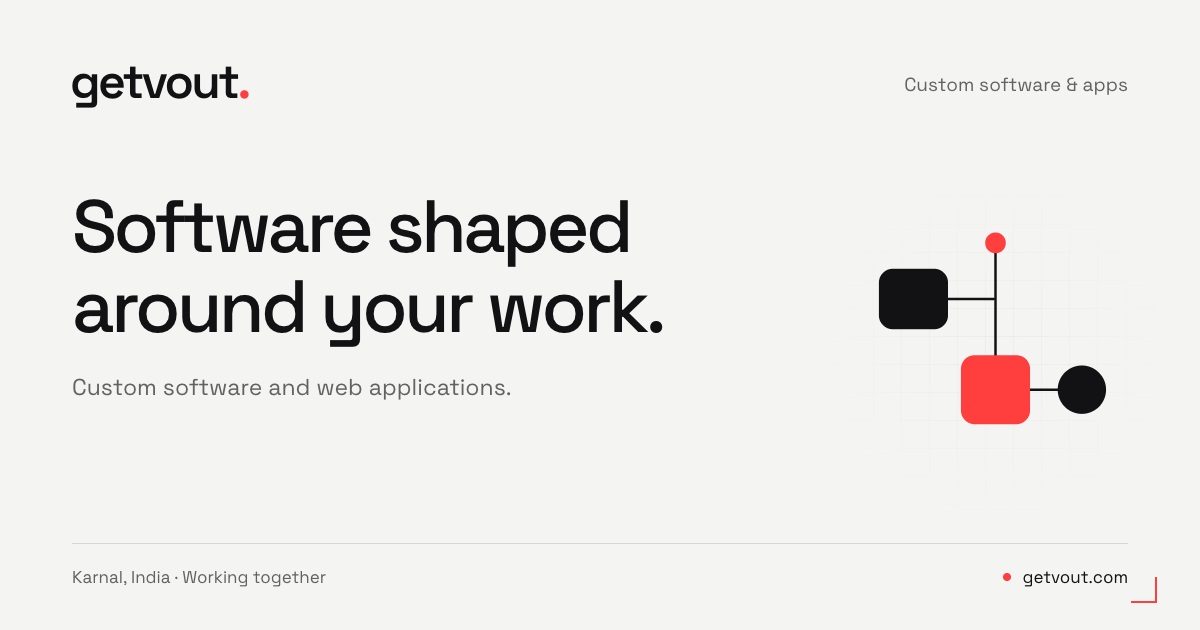 getvout.
Custom software & apps
Software shaped
around your work.
Custom software and web applications.
Karnal, India · Working together
getvout.com